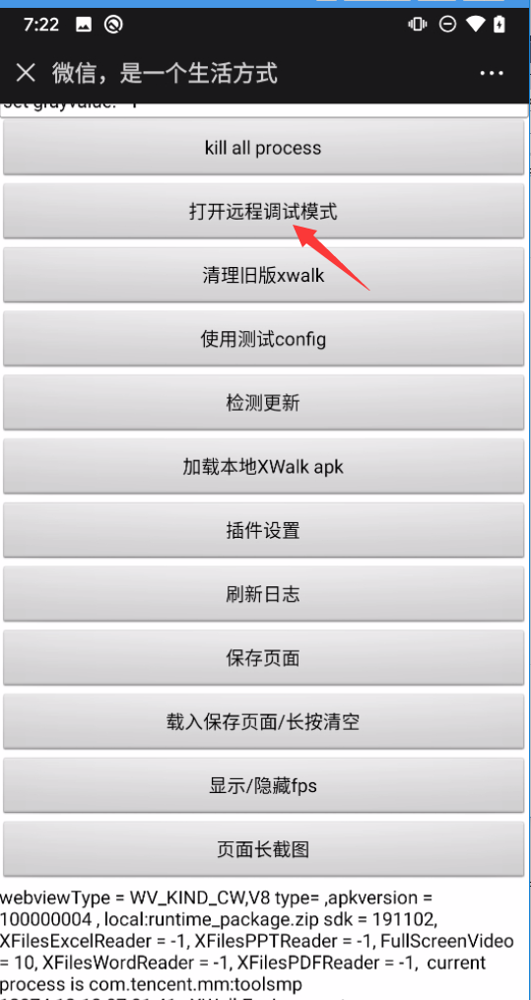 7:22
微信，是一个生活方式
kill all process
打开远程调试模式
清理旧版xwalk
使用测试config
检测更新
加载本地XWalk apk
插件设置
刷新日志
保存页面
载入保存页面/长按清空
显示/隐藏fps
页面长截图
webviewType = WV_KIND_CW,V8 type= ,apkversion =
100000004 , local:runtime_package.zip sdk = 191102,
XFilesExcelReader = -1, XFilesPPTReader = -1, FullScreenVideo
= 10, XFilesWordReader = -1, XFilesPDFReader = -1,  current
process is com.tencent.mm:toolsmp